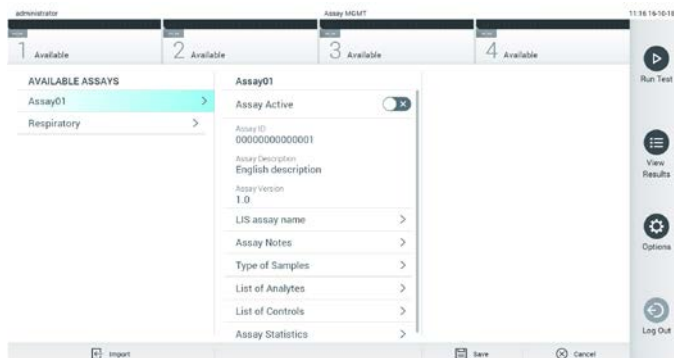 administrator Assay MGMT 11:16 16-10-18
1 Available 2 Available 3 Available 4 Available
AVAILABLE ASSAYS
Assay01
Respiratory
Assay01
Assay Active
Assay ID
00000000000001
Assay Description
English description
Assay Version
1.0
LIS assay name
Assay Notes
Type of Samples
List of Analytes
List of Controls
Assay Statistics
Run Test
View
Results
Options
Log Out
Import Save Cancel